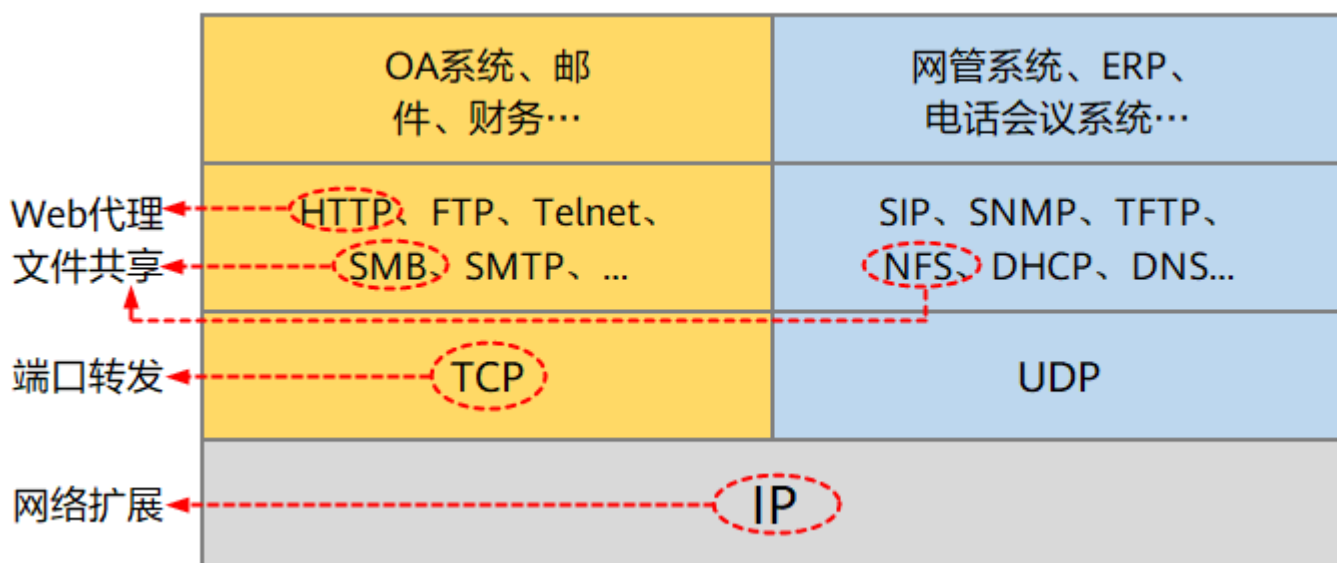 OA系统、邮
件、财务…
网管系统、ERP、
电话会议系统…
Web代理
HTTP、FTP、Telnet、
SIP、SNMP、TFTP、
文件共享
SMB、SMTP、...
NFS、DHCP、DNS...
端口转发
TCP
UDP
网络扩展
IP